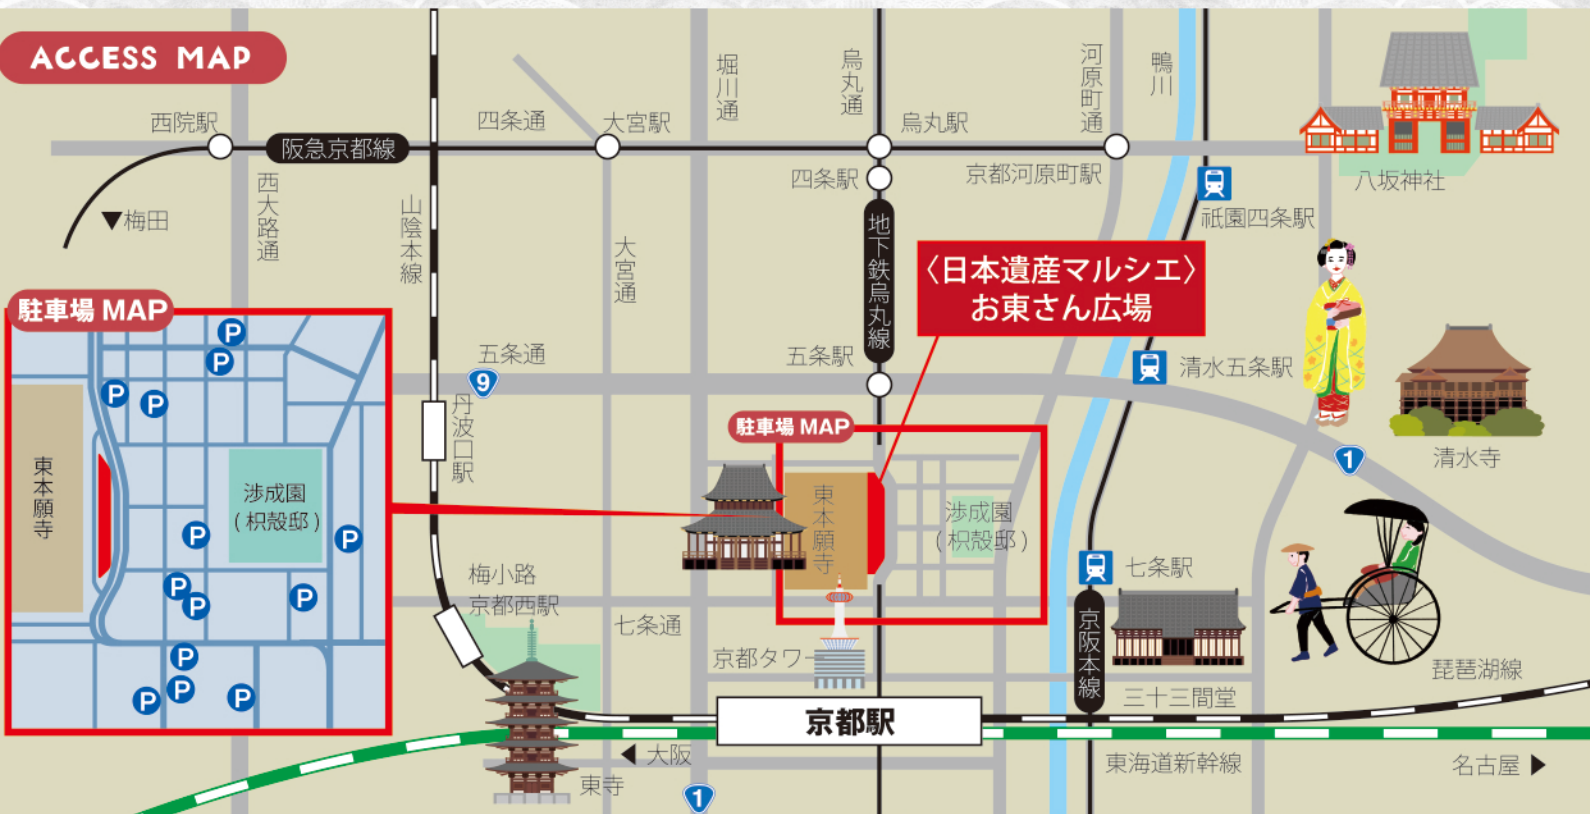 ACCESS MAP
西院駅
阪急京都線
四条通
大宮駅
堀川通
烏丸通
烏丸駅
河原町通
鴨川
四条駅
京都河原町駅
八坂神社
祇園四条駅
▼梅田
西大路通
山陰本線
大宮通
地下鉄烏丸線
〈日本遺産マルシェ〉
お東さん広場
駐車場 MAP
P
P
P
P
東本願寺
渉成園
(枳殻邸)
P
P
P
P
P
P
P
P
P
五条通
9
五条駅
清水五条駅
丹波口駅
駐車場 MAP
清水寺
1
東本願寺
渉成園
(枳殻邸)
梅小路
京都西駅
七条通
七条駅
京都タワー
京阪本線
三十三間堂
琵琶湖線
京都駅
◀ 大阪
東寺
1
東海道新幹線
名古屋 ▶